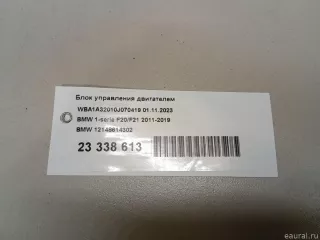 Блок управления двигателем
WBA1A32010J070419 01.11.2023
BMW 1-serie F20/F21 2011-2019
BMW 12148614302
23 338 613
eaural.ru